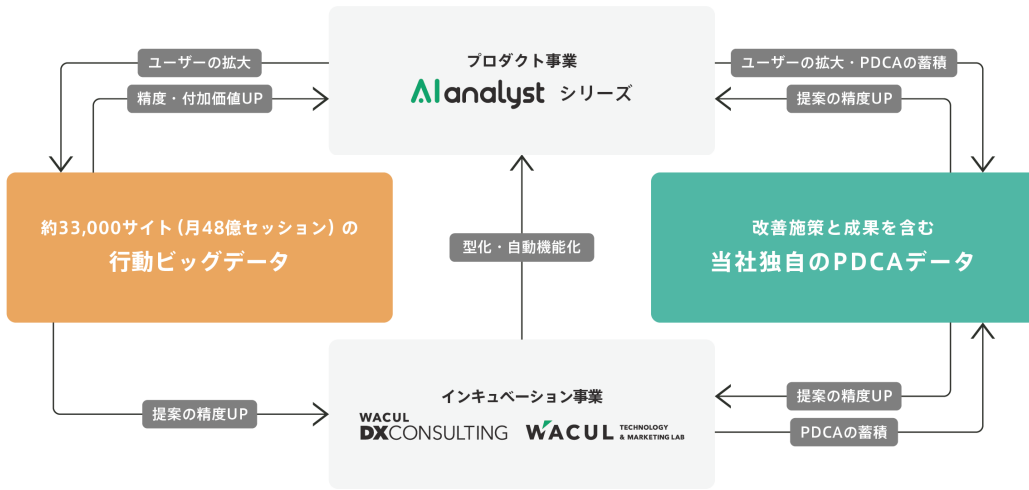 プロダクト事業
AI analyst シリーズ
ユーザーの拡大
精度・付加価値UP
ユーザーの拡大・PDCAの蓄積
提案の精度UP
約33,000サイト(月48億セッション)の
行動ビッグデータ
型化・自動機能化
改善施策と成果を含む
当社独自のPDCAデータ
インキュベーション事業
WACUL
DXCONSULTING
WACUL TECHNOLOGY
& MARKETING LAB
提案の精度UP
提案の精度UP
PDCAの蓄積